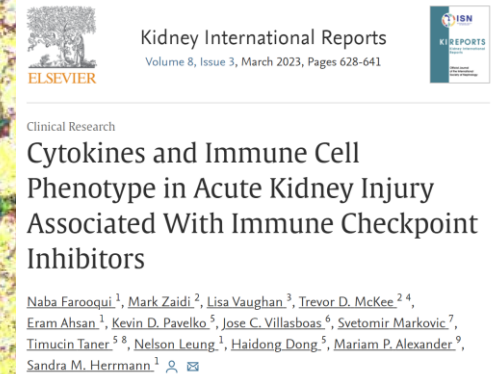 Kidney International Reports
Volume 8, Issue 3, March 2023, Pages 628-641
ELSEVIER
ISN
KI REPORTS
Clinical Research
Cytokines and Immune Cell
Phenotype in Acute Kidney Injury
Associated With Immune Checkpoint
Inhibitors
Naba Farooqui 1, Mark Zaidi 2, Lisa Vaughan 3, Trevor D. McKee 2 4,
Eram Ahsan 1, Kevin D. Pavelko 5, Jose C. Villasboas 6, Svetomir Markovic 7,
Timucin Taner 5 8, Nelson Leung 1, Haidong Dong 5, Mariam P. Alexander 9,
Sandra M. Herrmann 1